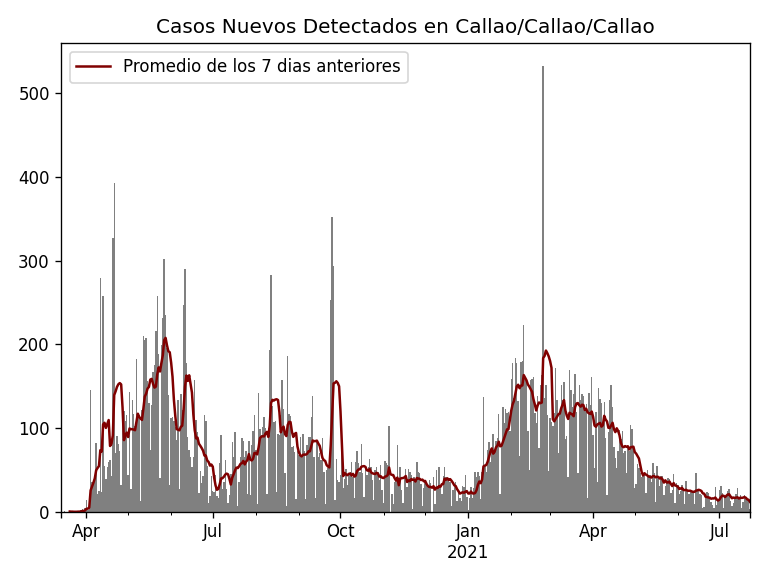 Casos Nuevos Detectados en Callao/Callao/Callao
Promedio de los 7 dias anteriores
500
400
300
200
100
0
Apr Jul Oct Jan Apr Jul
2021